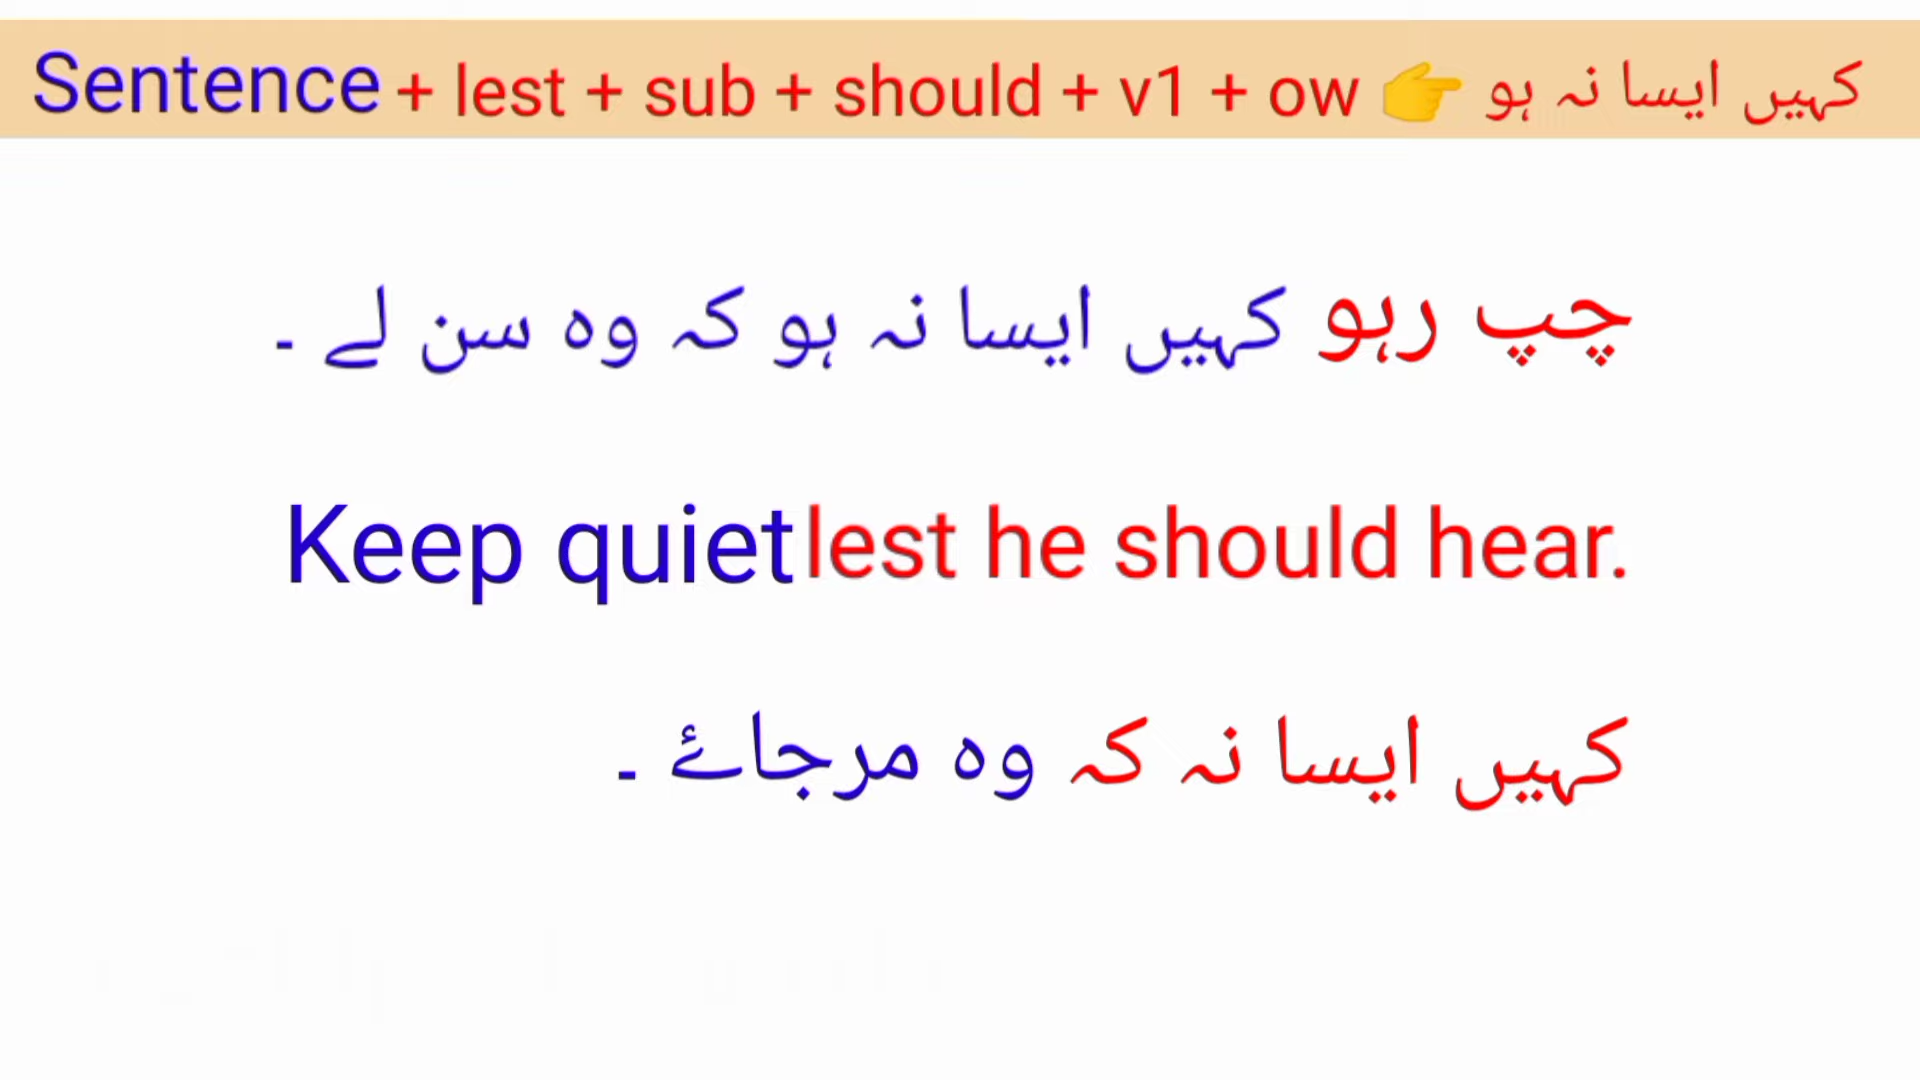 Sentence + lest + sub + should + v1 + ow 👉 کہیں ایسا نہ ہو
چپ رہو کہیں ایسا نہ ہو کہ وہ سن لے ۔
Keep quiet lest he should hear.
کہیں ایسا نہ کہ وہ مرجائے ۔